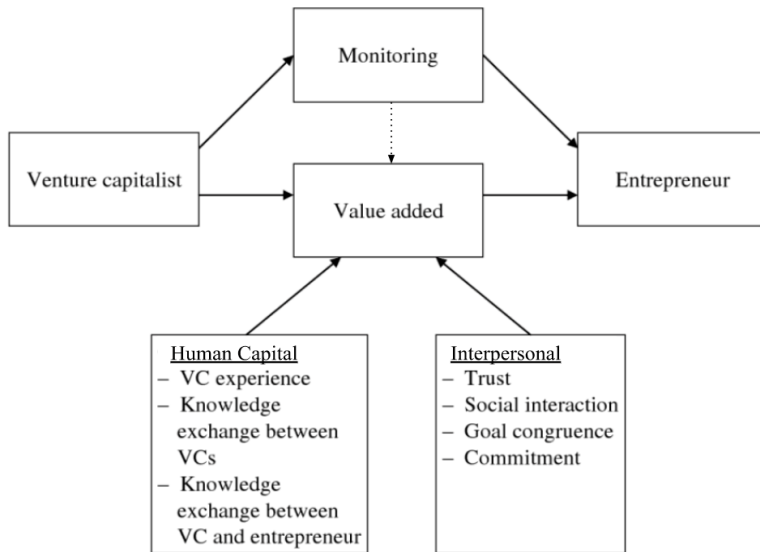 Monitoring
Venture capitalist
Value added
Entrepreneur
Human Capital
– VC experience
– Knowledge
exchange between
VCs
– Knowledge
exchange between
VC and entrepreneur
Interpersonal
– Trust
– Social interaction
– Goal congruence
– Commitment